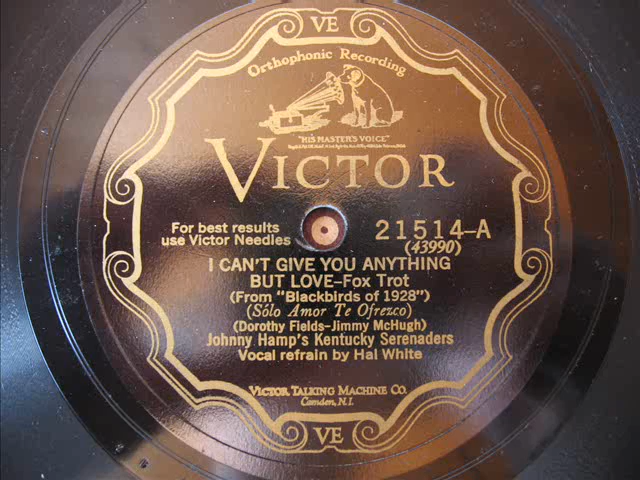 VE
Orthophonic Recording
"HIS MASTER'S VOICE"
VICTOR
For best results
use Victor Needles
21514-A
(43990)
I CAN'T GIVE YOU ANYTHING
BUT LOVE-Fox Trot
(From "Blackbirds of 1928")
(Sólo Amor Te Ofrezco)
(Dorothy Fields-Jimmy McHugh)
Johnny Hamp's Kentucky Serenaders
Vocal refrain by Hal White
VICTOR TALKING MACHINE CO.
Camden, N.J.
VE